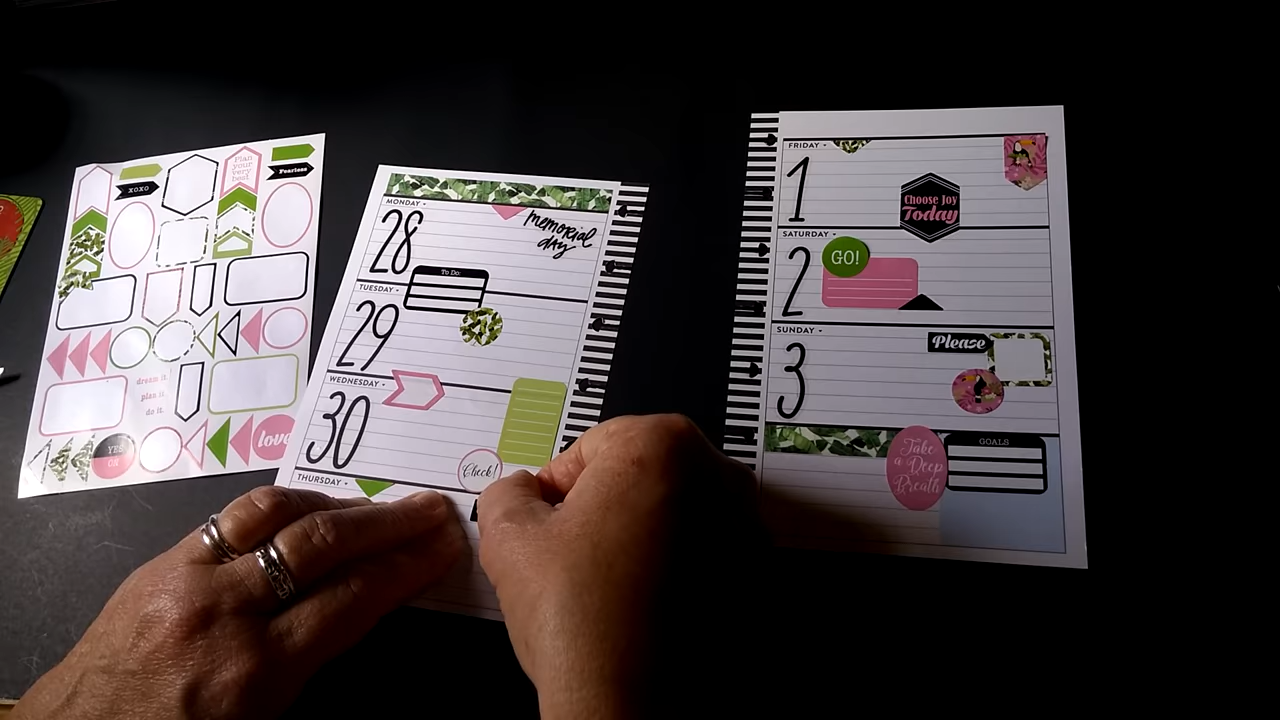 XOXO
Plan
your
very
best
Fearless
dream it.
plan it.
do it.
YES
ON
love
MONDAY
28
memorial
day
To Do:
TUESDAY
29
WEDNESDAY
30
Check!
THURSDAY
FRIDAY
1
Choose Joy
Today
SATURDAY
2
GO!
SUNDAY
3
Please
Take
a Deep
Breath
GOALS